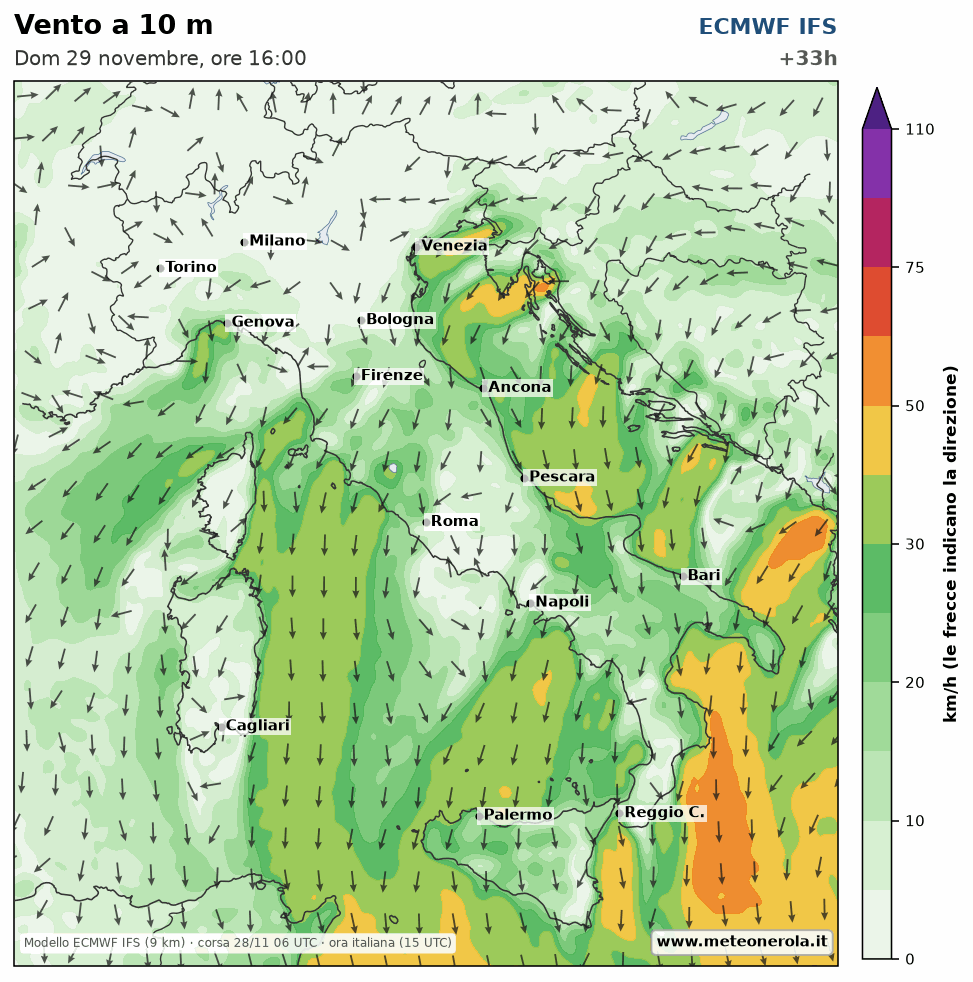 Vento a 10 m
ECMWF IFS
Dom 29 novembre, ore 16:00
+33h
110
Venezia
Milano
Torino
75
Bologna
Genova
Firenze
Ancona
50
Pescara
Roma
30
Bari
Napoli
20
Cagliari
Palermo
Reggio C.
10
km/h (le frecce indicano la direzione)
Modello ECMWF IFS (9 km) · corsa 28/11 06 UTC · ora italiana (15 UTC)
www.meteonerola.it
0